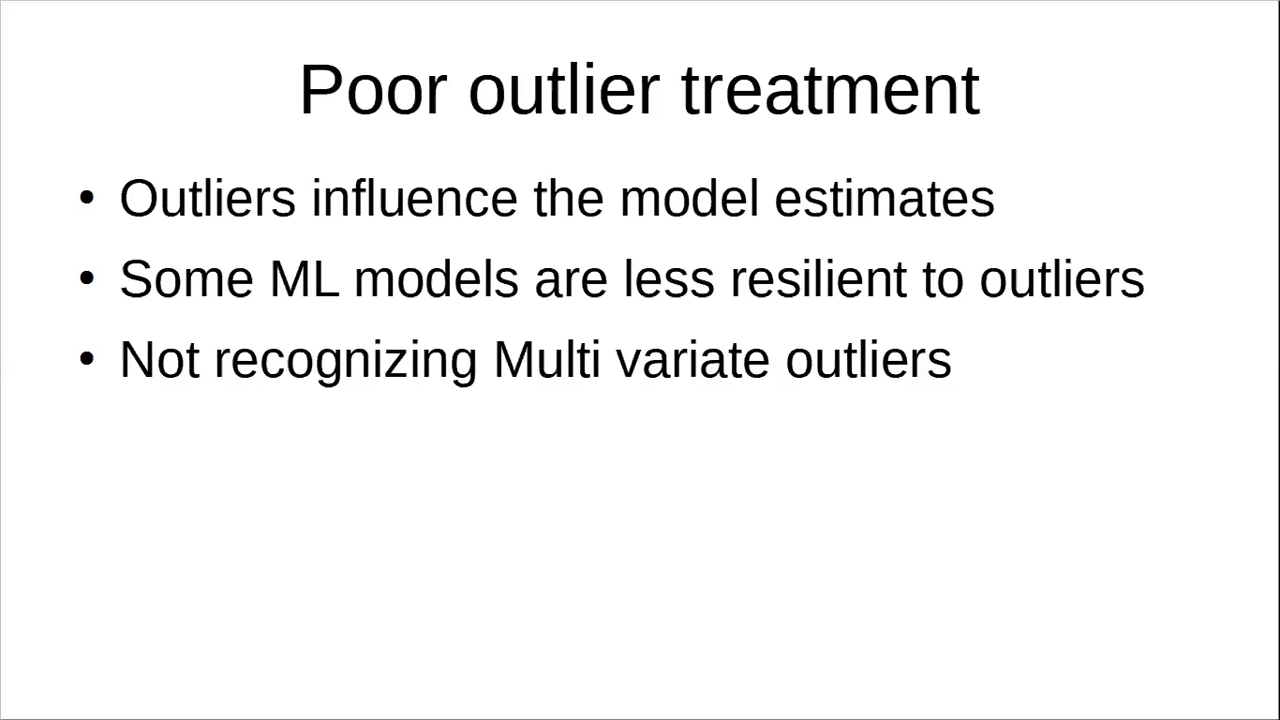 Poor outlier treatment
• Outliers influence the model estimates
• Some ML models are less resilient to outliers
• Not recognizing Multi variate outliers